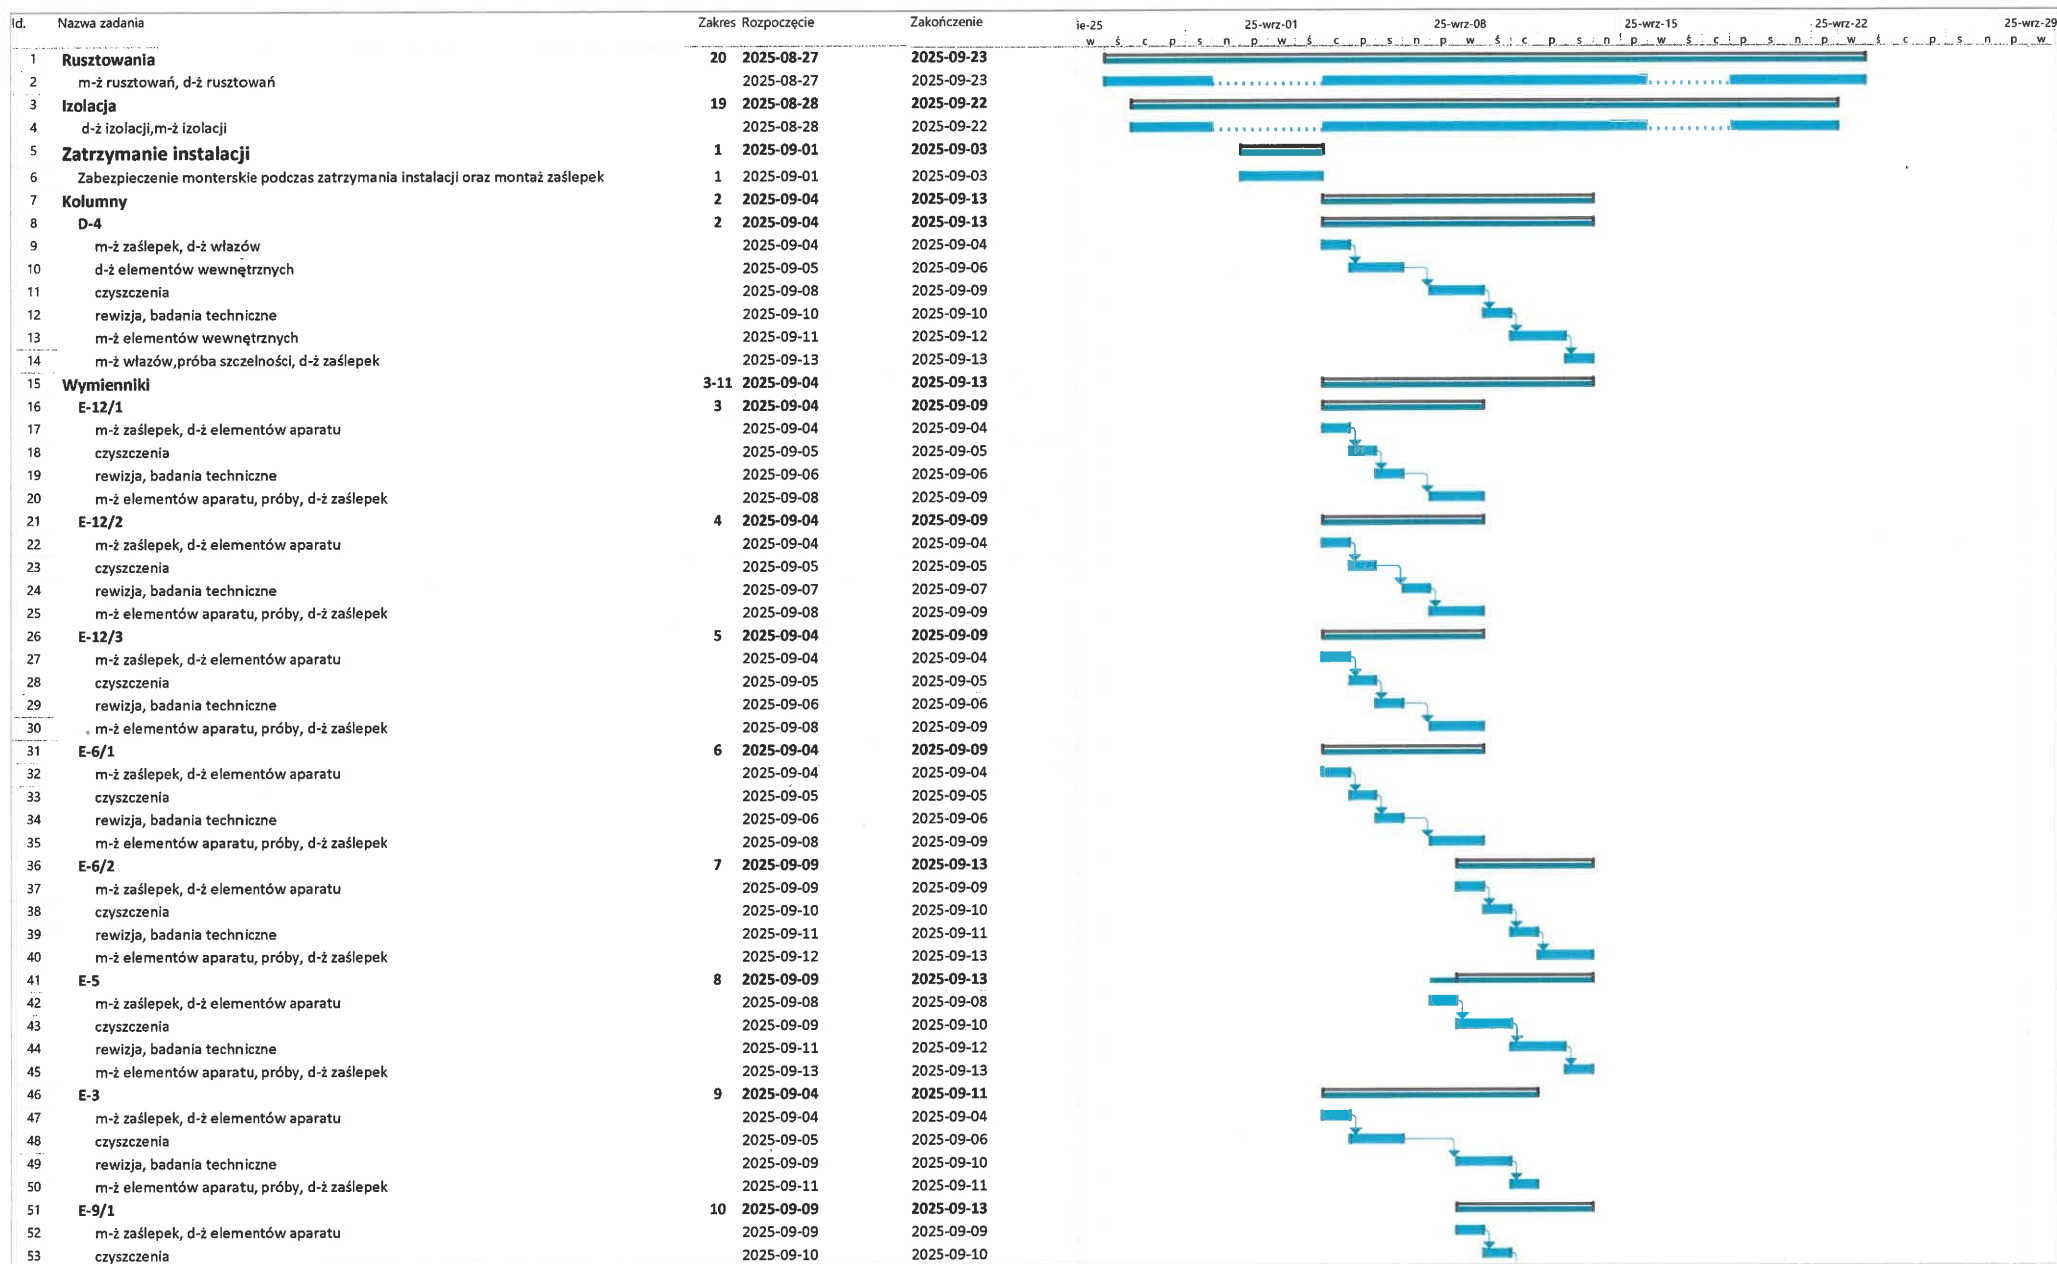 Id. Nazwa zadania Zakres Rozpoczęcie Zakończenie ie-25 25-wrz-01 25-wrz-08 25-wrz-15 25-wrz-22 25-wrz-29
w ś c p s n p w ś c p s n p w ś c p s n p w ś c p s n p w ś c p s n p w
1 Rusztowania 20 2025-08-27 2025-09-23
2 m-ż rusztowań, d-ż rusztowań 2025-08-27 2025-09-23
3 Izolacja 19 2025-08-28 2025-09-22
4 d-ż izolacji,m-ż izolacji 2025-08-28 2025-09-22
5 Zatrzymanie instalacji 1 2025-09-01 2025-09-03
6 Zabezpieczenie monterskie podczas zatrzymania instalacji oraz montaż zaślepek 1 2025-09-01 2025-09-03
7 Kolumny 2 2025-09-04 2025-09-13
8 D-4 2 2025-09-04 2025-09-13
9 m-ż zaślepek, d-ż włazów 2025-09-04 2025-09-04
10 d-ż elementów wewnętrznych 2025-09-05 2025-09-06
11 czyszczenia 2025-09-08 2025-09-09
12 rewizja, badania techniczne 2025-09-10 2025-09-10
13 m-ż elementów wewnętrznych 2025-09-11 2025-09-12
14 m-ż włazów,próba szczelności, d-ż zaślepek 2025-09-13 2025-09-13
15 Wymienniki 3-11 2025-09-04 2025-09-13
16 E-12/1 3 2025-09-04 2025-09-09
17 m-ż zaślepek, d-ż elementów aparatu 2025-09-04 2025-09-04
18 czyszczenia 2025-09-05 2025-09-05
19 rewizja, badania techniczne 2025-09-06 2025-09-06
20 m-ż elementów aparatu, próby, d-ż zaślepek 2025-09-08 2025-09-09
21 E-12/2 4 2025-09-04 2025-09-09
22 m-ż zaślepek, d-ż elementów aparatu 2025-09-04 2025-09-04
23 czyszczenia 2025-09-05 2025-09-05
24 rewizja, badania techniczne 2025-09-07 2025-09-07
25 m-ż elementów aparatu, próby, d-ż zaślepek 2025-09-08 2025-09-09
26 E-12/3 5 2025-09-04 2025-09-09
27 m-ż zaślepek, d-ż elementów aparatu 2025-09-04 2025-09-04
28 czyszczenia 2025-09-05 2025-09-05
29 rewizja, badania techniczne 2025-09-06 2025-09-06
30 m-ż elementów aparatu, próby, d-ż zaślepek 2025-09-08 2025-09-09
31 E-6/1 6 2025-09-04 2025-09-09
32 m-ż zaślepek, d-ż elementów aparatu 2025-09-04 2025-09-04
33 czyszczenia 2025-09-05 2025-09-05
34 rewizja, badania techniczne 2025-09-06 2025-09-06
35 m-ż elementów aparatu, próby, d-ż zaślepek 2025-09-08 2025-09-09
36 E-6/2 7 2025-09-09 2025-09-13
37 m-ż zaślepek, d-ż elementów aparatu 2025-09-09 2025-09-09
38 czyszczenia 2025-09-10 2025-09-10
39 rewizja, badania techniczne 2025-09-11 2025-09-11
40 m-ż elementów aparatu, próby, d-ż zaślepek 2025-09-12 2025-09-13
41 E-5 8 2025-09-09 2025-09-13
42 m-ż zaślepek, d-ż elementów aparatu 2025-09-08 2025-09-08
43 czyszczenia 2025-09-09 2025-09-10
44 rewizja, badania techniczne 2025-09-11 2025-09-12
45 m-ż elementów aparatu, próby, d-ż zaślepek 2025-09-13 2025-09-13
46 E-3 9 2025-09-04 2025-09-11
47 m-ż zaślepek, d-ż elementów aparatu 2025-09-04 2025-09-04
48 czyszczenia 2025-09-05 2025-09-06
49 rewizja, badania techniczne 2025-09-09 2025-09-10
50 m-ż elementów aparatu, próby, d-ż zaślepek 2025-09-11 2025-09-11
51 E-9/1 10 2025-09-09 2025-09-13
52 m-ż zaślepek, d-ż elementów aparatu 2025-09-09 2025-09-09
53 czyszczenia 2025-09-10 2025-09-10